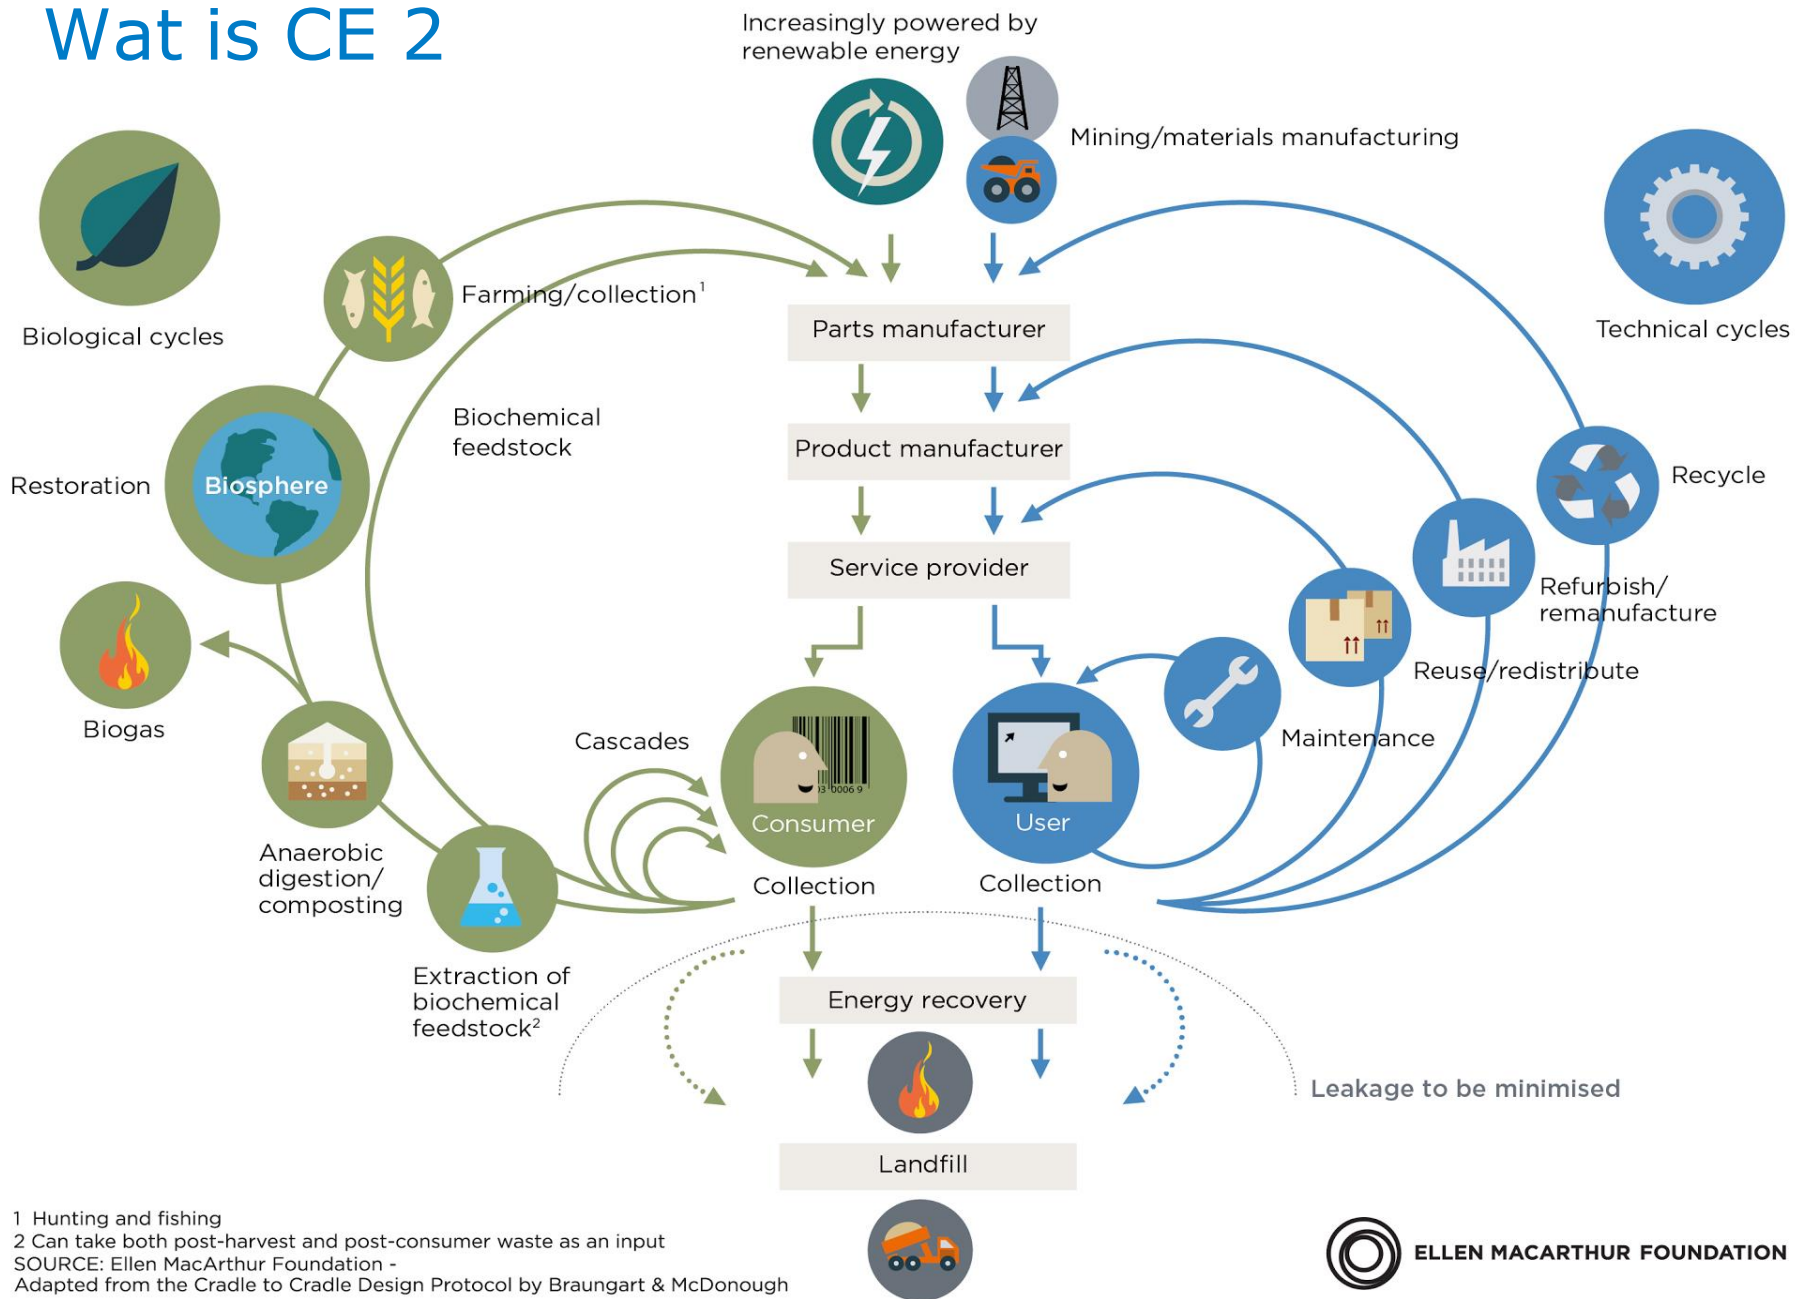 Wat is CE 2
Increasingly powered by
renewable energy
Mining/materials manufacturing
Biological cycles
Technical cycles
Farming/collection¹
Parts manufacturer
Biochemical
feedstock
Product manufacturer
Restoration
Biosphere
Recycle
Service provider
Refurbish/
remanufacture
Reuse/redistribute
Biogas
Cascades
Maintenance
03 0006 9
Consumer
User
Anaerobic
digestion/
composting
Collection
Collection
Extraction of
biochemical
feedstock²
Energy recovery
Leakage to be minimised
Landfill
1 Hunting and fishing
2 Can take both post-harvest and post-consumer waste as an input
SOURCE: Ellen MacArthur Foundation -
Adapted from the Cradle to Cradle Design Protocol by Braungart & McDonough
ELLEN MACARTHUR FOUNDATION